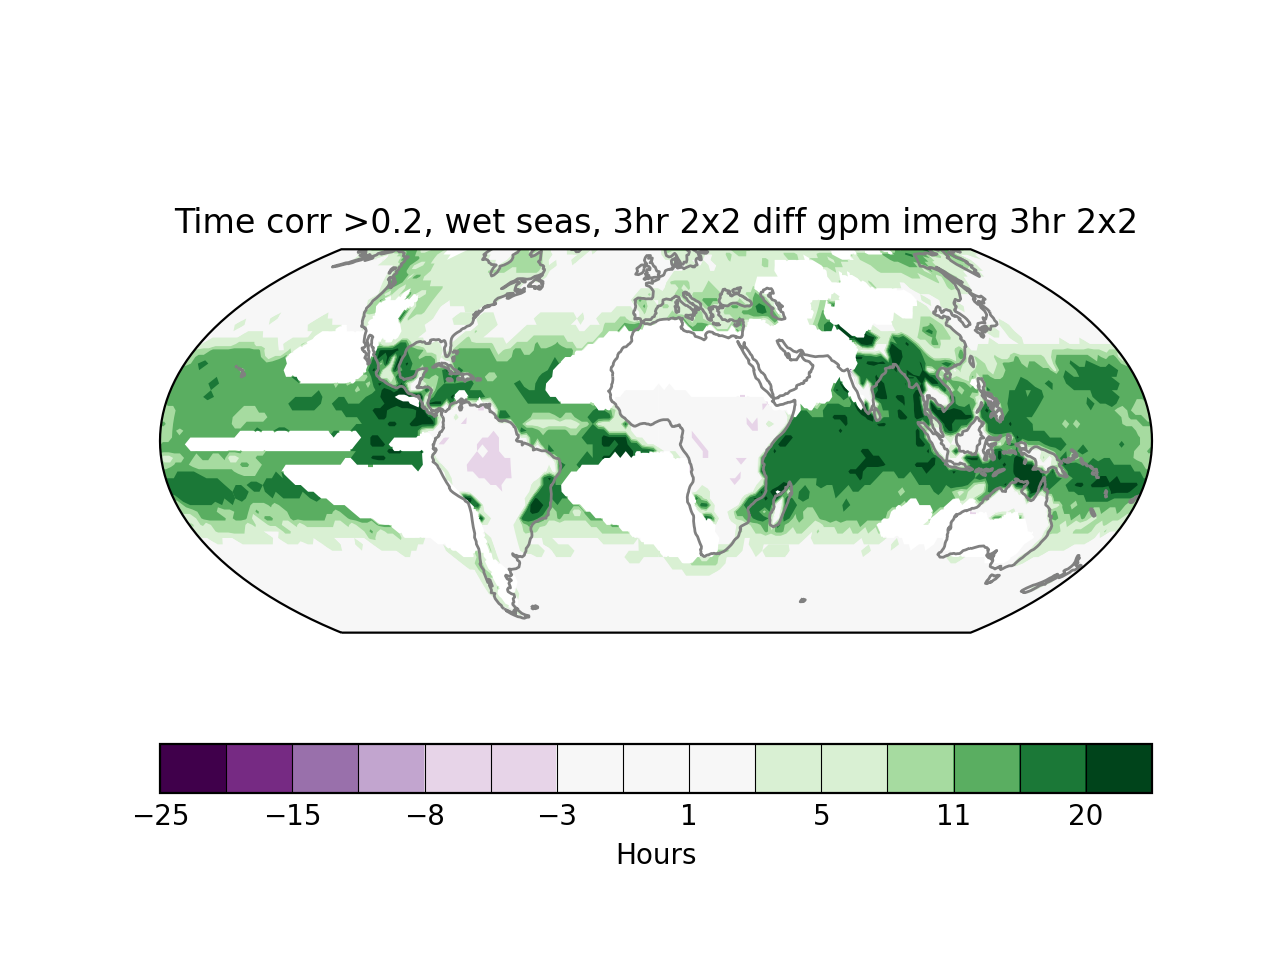 Time corr >0.2, wet seas, 3hr 2x2 diff gpm imerg 3hr 2x2
−25 −15 −8 −3 1 5 11 20
Hours